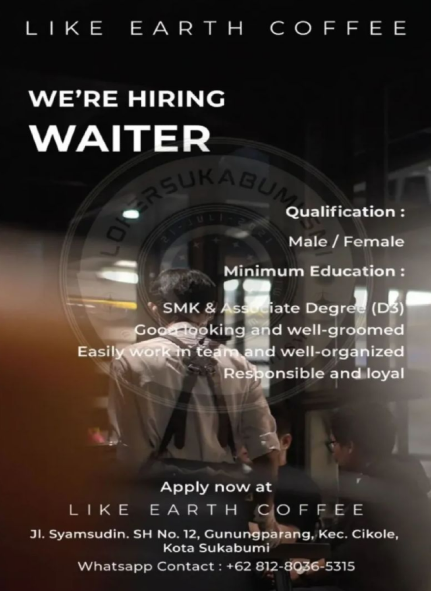 LIKE EARTH COFFEE
WE'RE HIRING
WAITER
LOKERSUKABUMI
Qualification :
Male / Female
Minimum Education :
SMK & Associate Degree (D3)
Good looking and well-groomed
Easily work in team and well-organized
Responsible and loyal
Apply now at
LIKE EARTH COFFEE
Jl. Syamsudin. SH No. 12, Gunungparang, Kec. Cikole,
Kota Sukabumi
Whatsapp Contact : +62 812-8036-5315